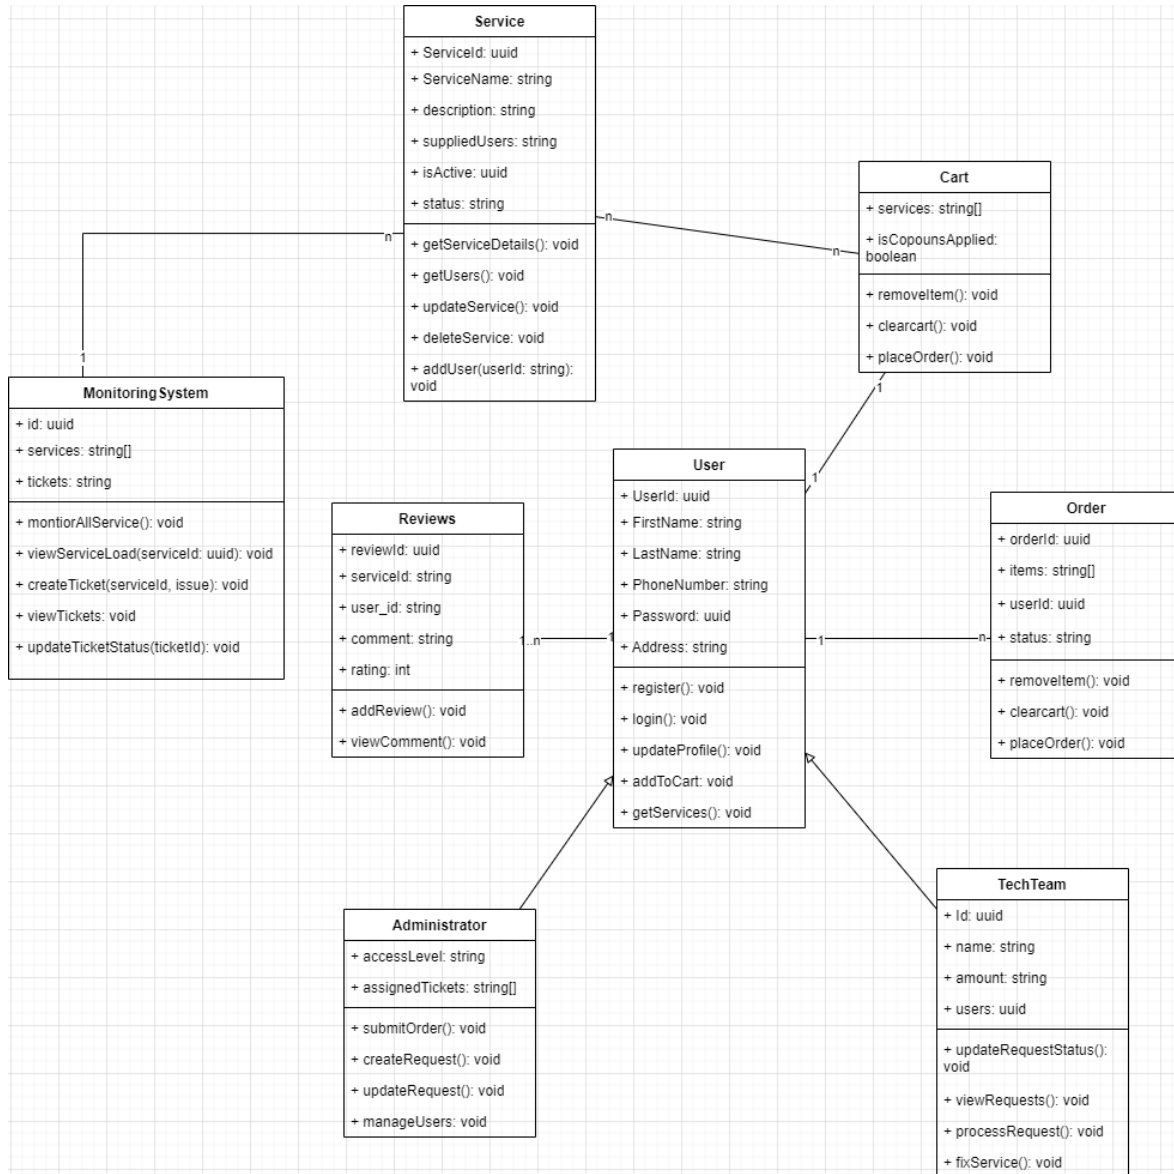 Service
+ ServiceId: uuid
+ ServiceName: string
+ description: string
+ suppliedUsers: string
+ isActive: uuid
+ status: string
+ getServiceDetails(): void
+ getUsers(): void
+ updateService(): void
+ deleteService: void
+ addUser(userId: string):
void
n
n
n
1
Cart
+ services: string[]
+ isCopounsApplied:
boolean
+ removeItem(): void
+ clearcart(): void
+ placeOrder(): void
1
1
MonitoringSystem
+ id: uuid
+ services: string[]
+ tickets: string
+ montiorAllService(): void
+ viewServiceLoad(serviceId: uuid): void
+ createTicket(serviceId, issue): void
+ viewTickets: void
+ updateTicketStatus(ticketId): void
Reviews
+ reviewId: uuid
+ serviceId: string
+ user_id: string
+ comment: string
+ rating: int
+ addReview(): void
+ viewComment(): void
1..n
1
User
+ UserId: uuid
+ FirstName: string
+ LastName: string
+ PhoneNumber: string
+ Password: uuid
+ Address: string
+ register(): void
+ login(): void
+ updateProfile(): void
+ addToCart: void
+ getServices(): void
1
n
Order
+ orderId: uuid
+ items: string[]
+ userId: uuid
+ status: string
+ removeItem(): void
+ clearcart(): void
+ placeOrder(): void
Administrator
+ accessLevel: string
+ assignedTickets: string[]
+ submitOrder(): void
+ createRequest(): void
+ updateRequest(): void
+ manageUsers: void
TechTeam
+ Id: uuid
+ name: string
+ amount: string
+ users: uuid
+ updateRequestStatus():
void
+ viewRequests(): void
+ processRequest(): void
+ fixService(): void